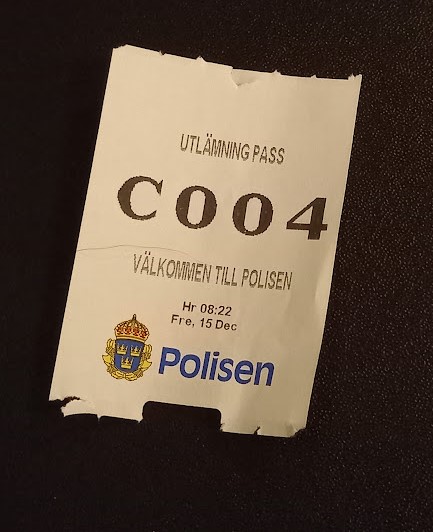 UTLÄMNING PASS
C004
VÄLKOMMEN TILL POLISEN
Hr 08:22
Fre, 15 Dec
Polisen